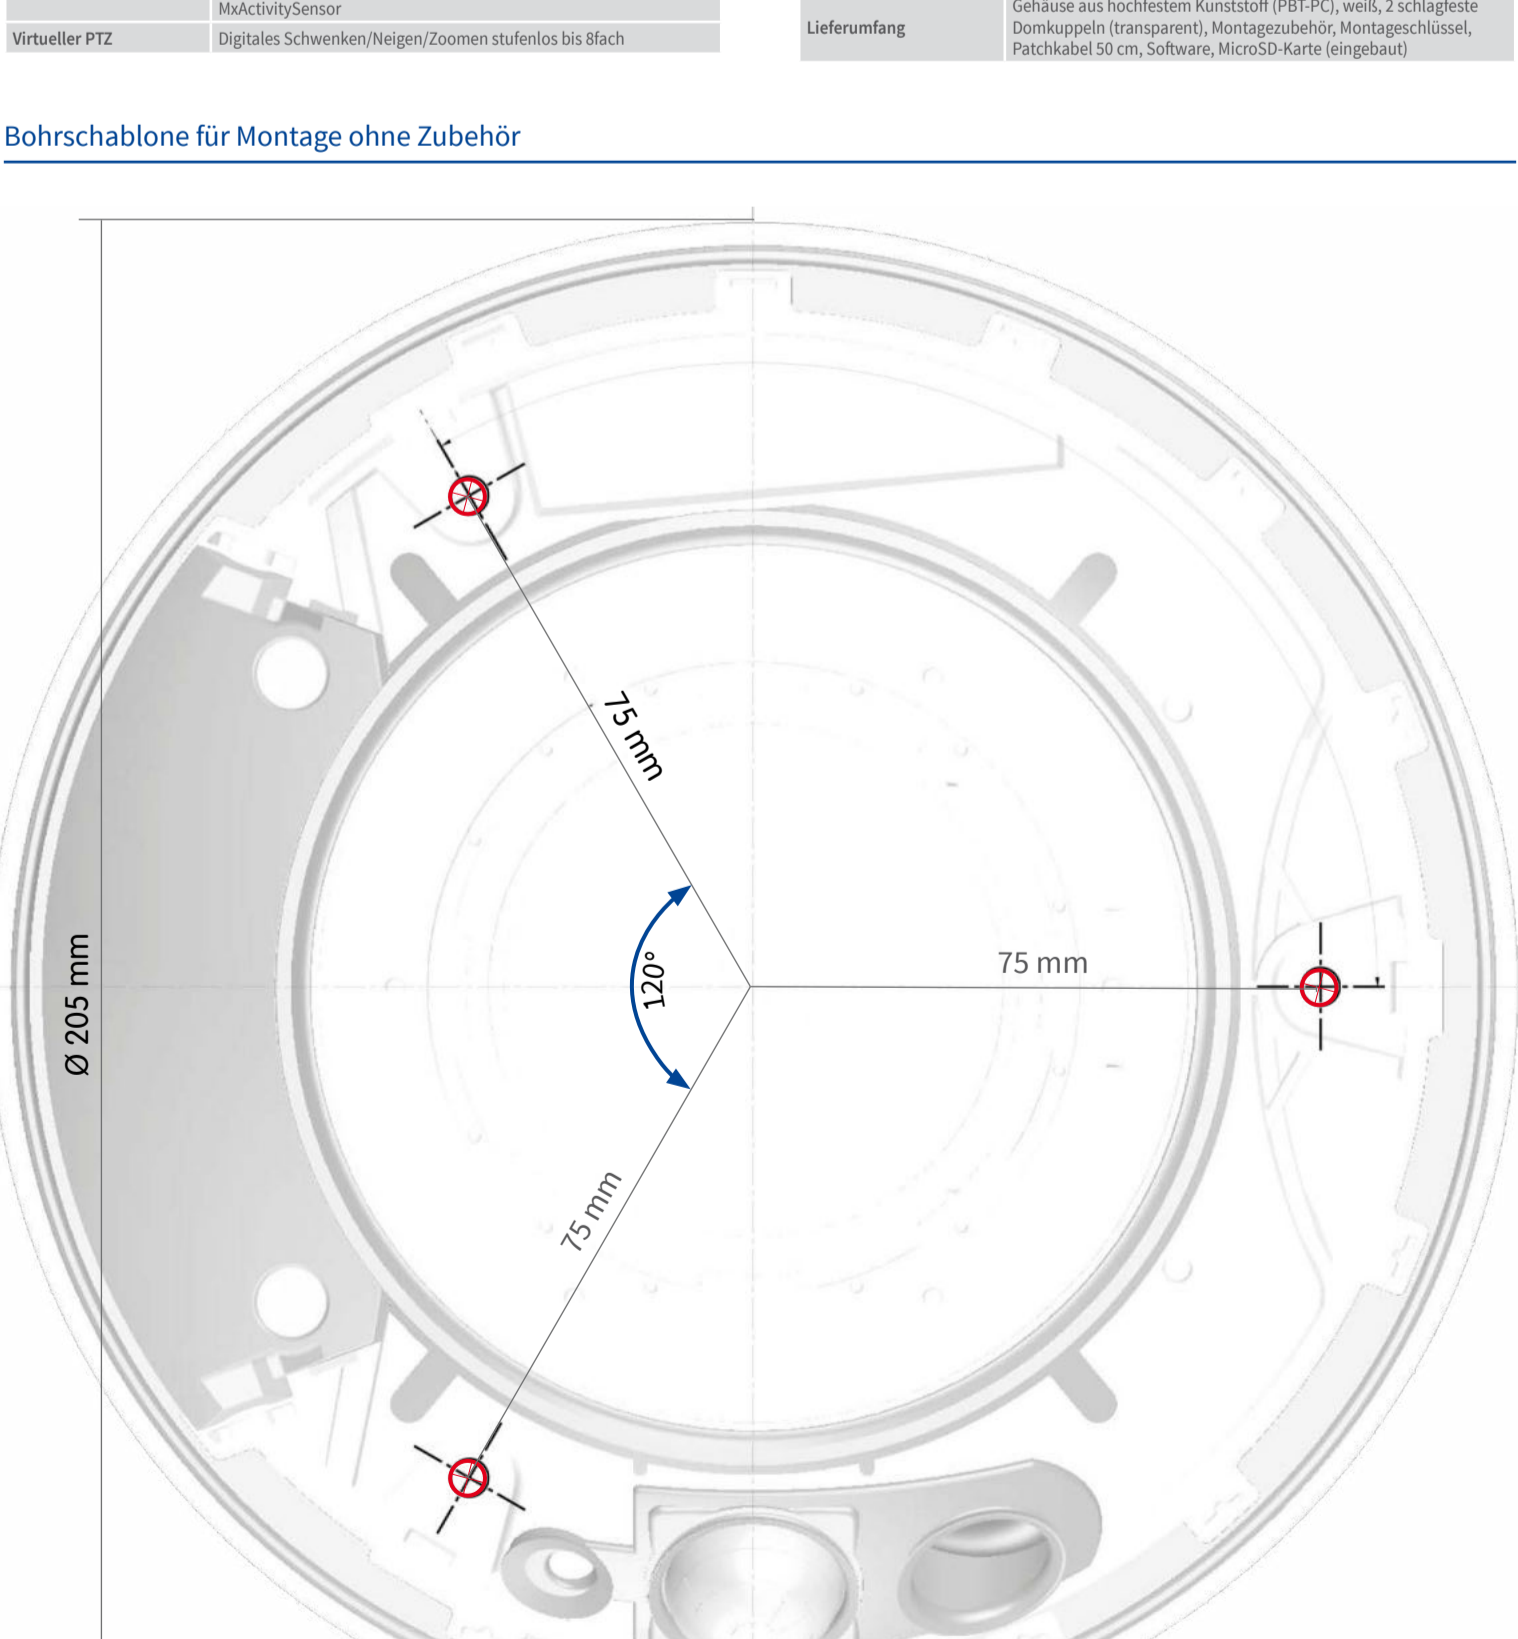 MxActivitySensor
Virtueller PTZ Digitales Schwenken/Neigen/Zoomen stufenlos bis 8fach
Lieferumfang
Gehäuse aus hochfestem Kunststoff (PBT-PC), weiß, 2 schlagfeste
Domkuppeln (transparent), Montagezubehör, Montageschlüssel,
Patchkabel 50 cm, Software, MicroSD-Karte (eingebaut)
Bohrschablone für Montage ohne Zubehör
75 mm
75 mm
120°
Ø 205 mm
75 mm